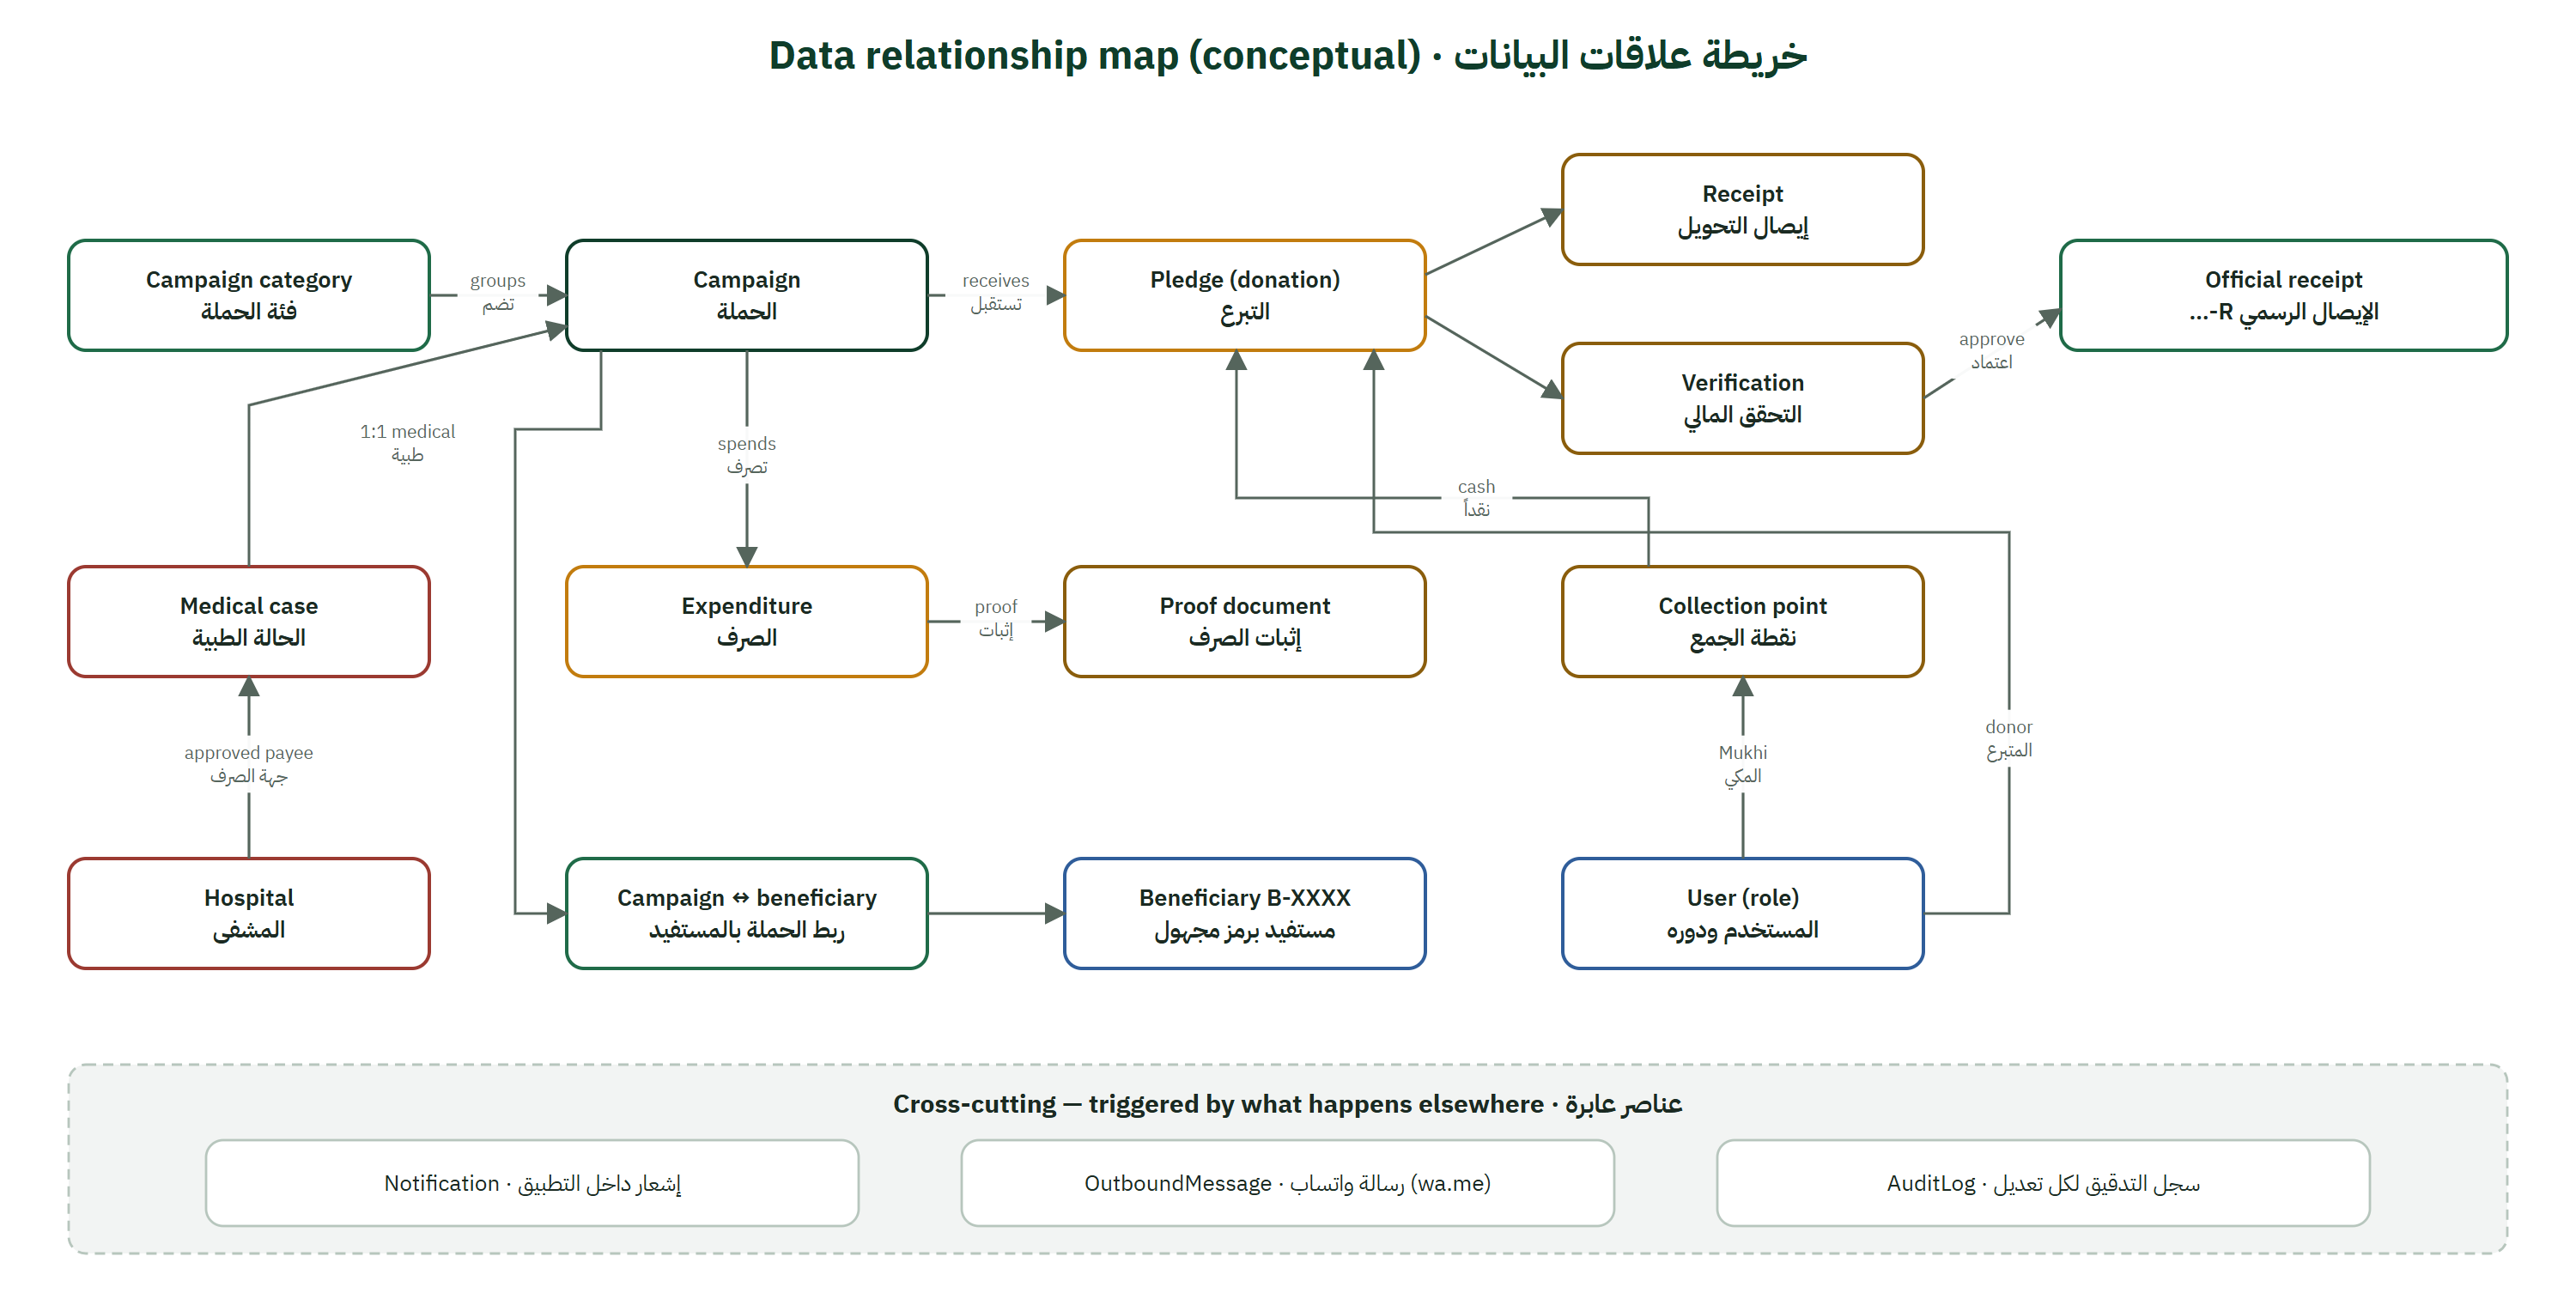 Data relationship map (conceptual) · خريطة علاقات البيانات
Receipt
إيصال التحويل
Campaign category
فئة الحملة
groups
تضم
Campaign
الحملة
receives
تستقبل
Pledge (donation)
التبرع
Official receipt
الإيصال الرسمي R-...
approve
اعتماد
Verification
التحقق المالي
1:1 medical
طبية
spends
تصرف
cash
نقداً
Medical case
الحالة الطبية
Expenditure
الصرف
proof
إثبات
Proof document
إثبات الصرف
Collection point
نقطة الجمع
approved payee
جهة الصرف
Mukhi
المكي
donor
المتبرع
Hospital
المشفى
Campaign ↔ beneficiary
ربط الحملة بالمستفيد
Beneficiary B-XXXX
مستفيد برمز مجهول
User (role)
المستخدم ودوره
Cross-cutting — triggered by what happens elsewhere · عناصر عابرة
Notification · إشعار داخل التطبيق
OutboundMessage · رسالة واتساب (wa.me)
AuditLog · سجل التدقيق لكل تعديل